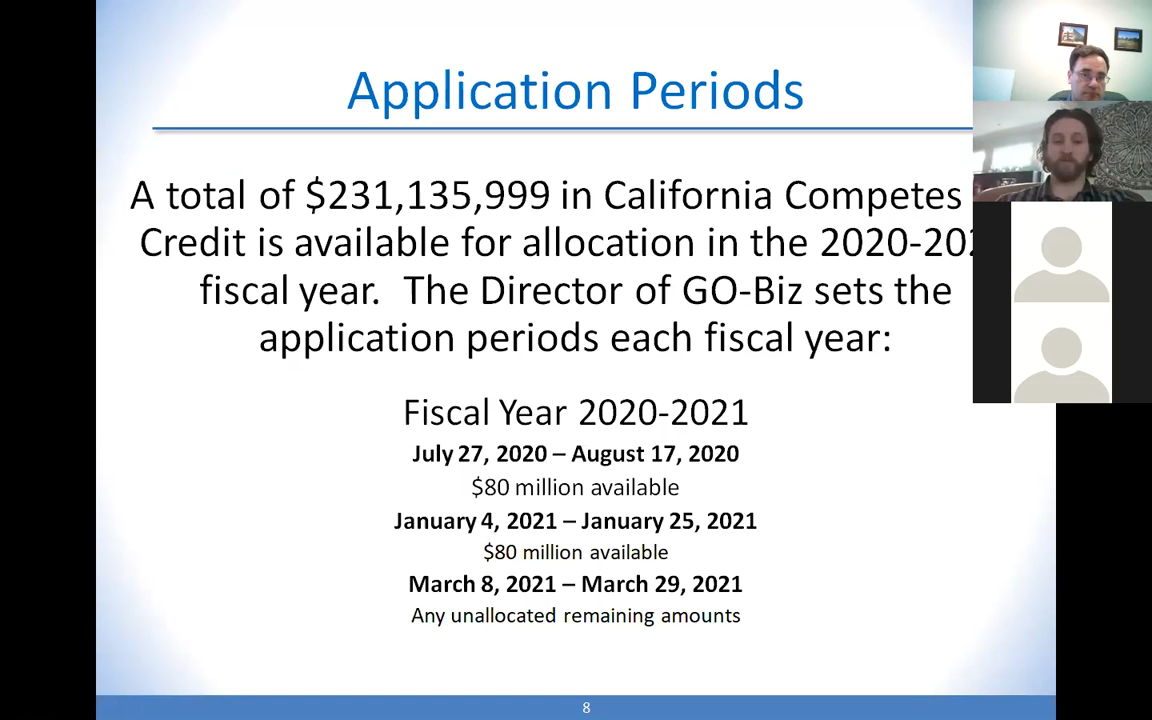 Application Periods
A total of $231,135,999 in California Competes
Credit is available for allocation in the 2020-202
fiscal year. The Director of GO-Biz sets the
application periods each fiscal year:
Fiscal Year 2020-2021
July 27, 2020 – August 17, 2020
$80 million available
January 4, 2021 – January 25, 2021
$80 million available
March 8, 2021 – March 29, 2021
Any unallocated remaining amounts
8